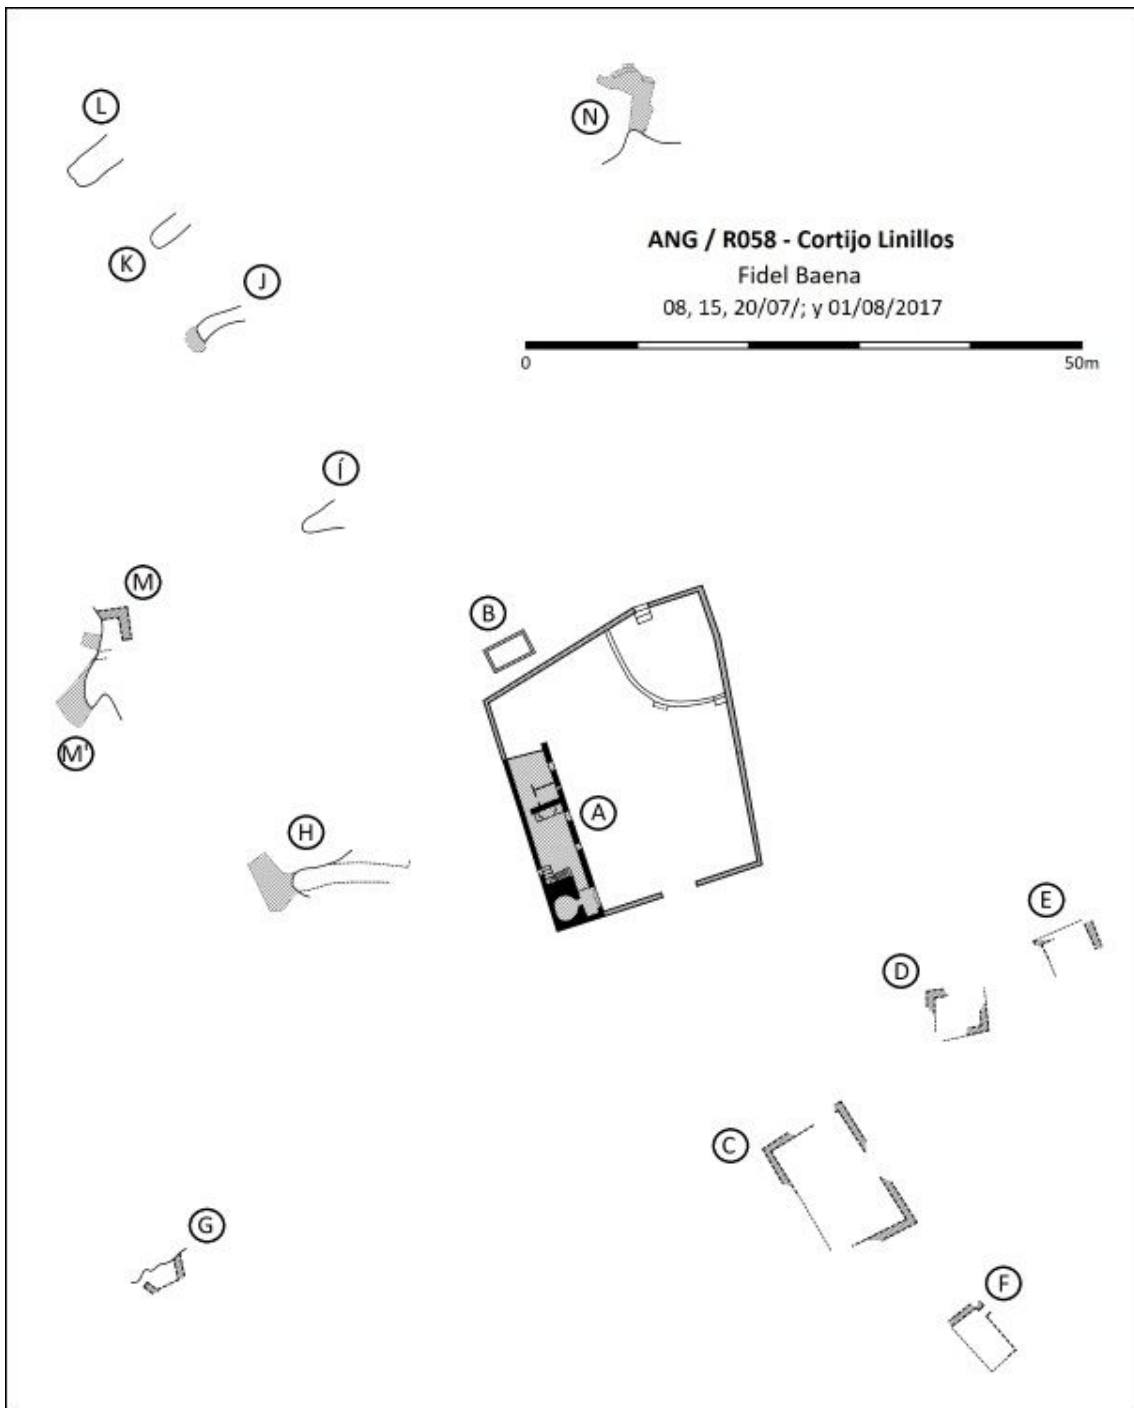 L
N
K
J
ANG / R058 - Cortijo Linillos
Fidel Baena
08, 15, 20/07/; y 01/08/2017
0 50m
Í
M
B
M'
A
H
E
D
C
G
F